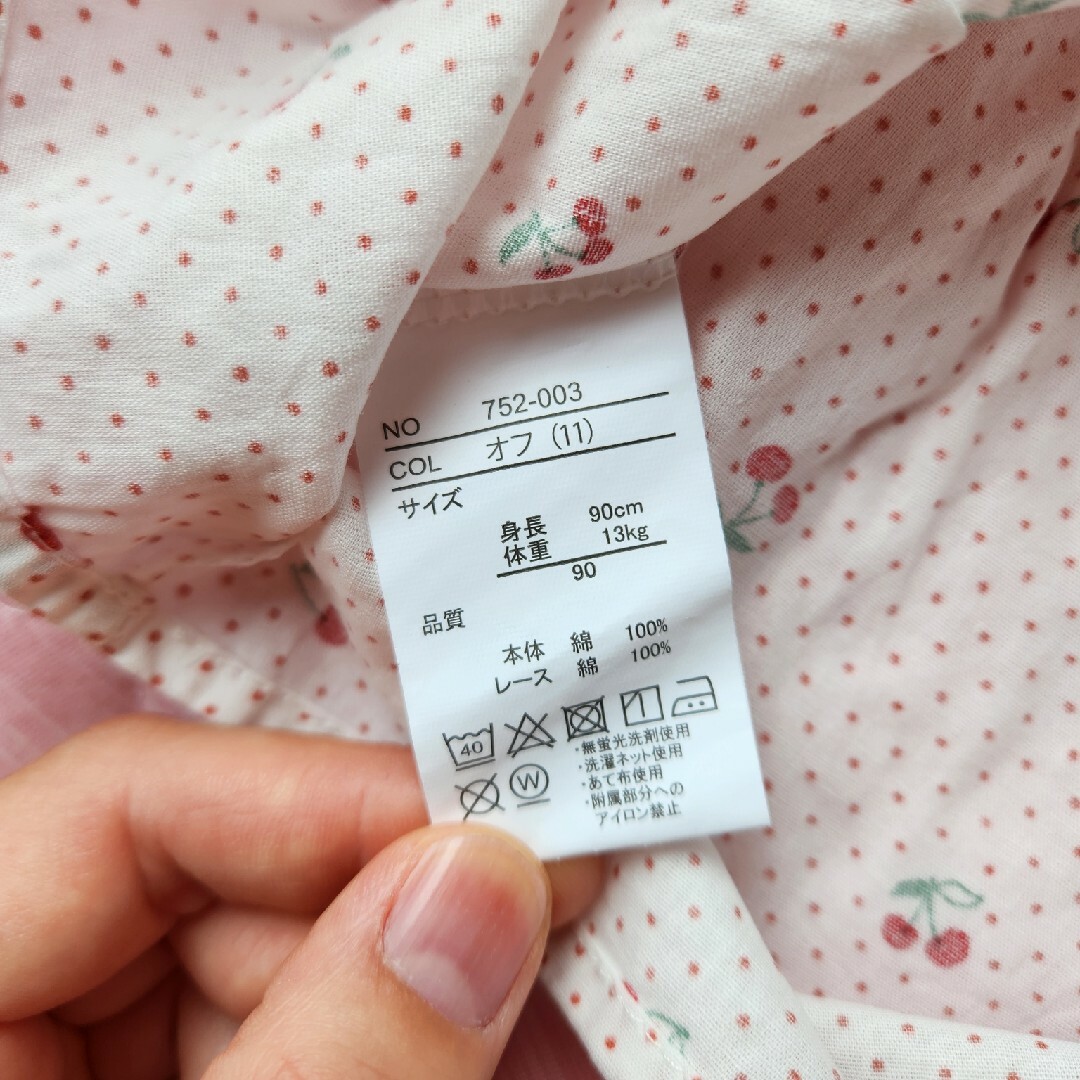 NO 752-003
COL オフ (11)
サイズ
身長 90cm
体重 13kg
90
品質
本体 綿 100%
レース 綿 100%
40
W
・無蛍光洗剤使用
・洗濯ネット使用
・あて布使用
・附属部分への
アイロン禁止